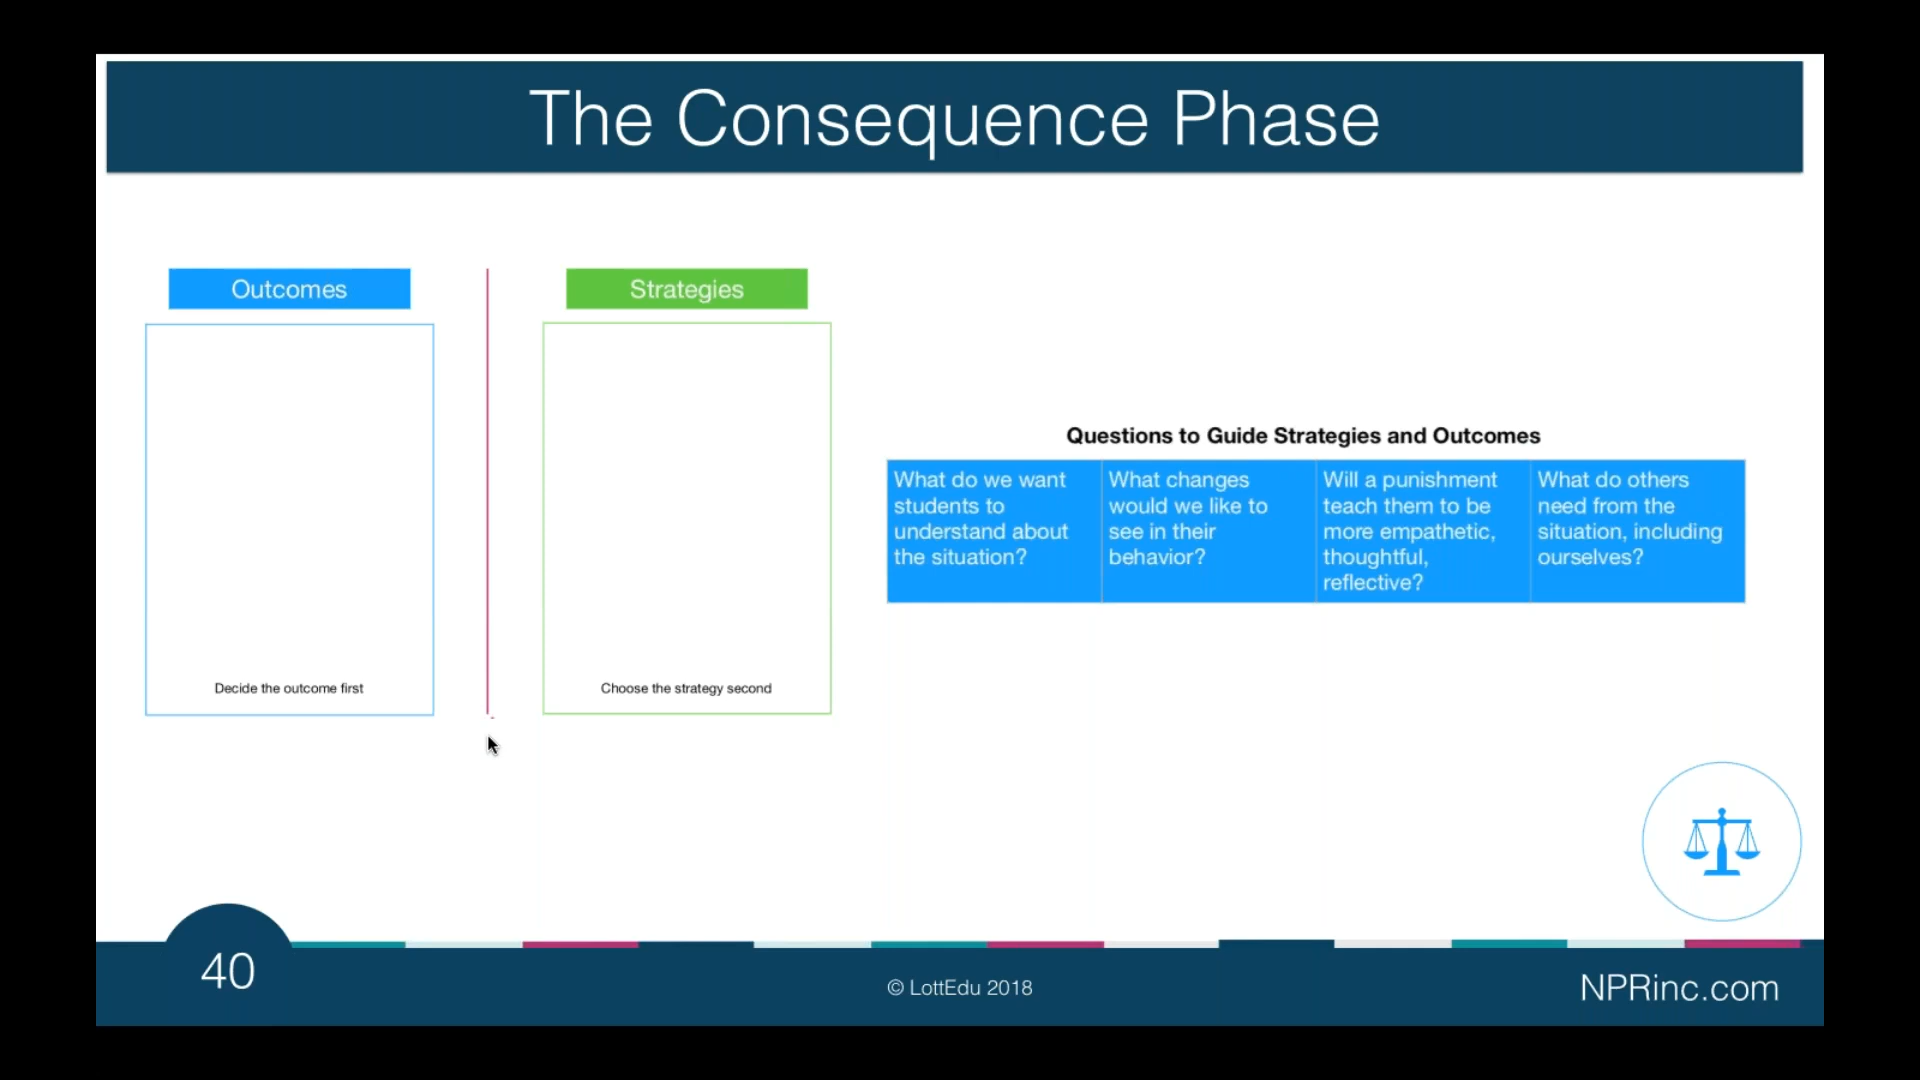 The Consequence Phase
Outcomes
Decide the outcome first
Strategies
Choose the strategy second
Questions to Guide Strategies and Outcomes
What do we want
students to
understand about
the situation?
What changes
would we like to
see in their
behavior?
Will a punishment
teach them to be
more empathetic,
thoughtful,
reflective?
What do others
need from the
situation, including
ourselves?
40
© LottEdu 2018
NPRinc.com